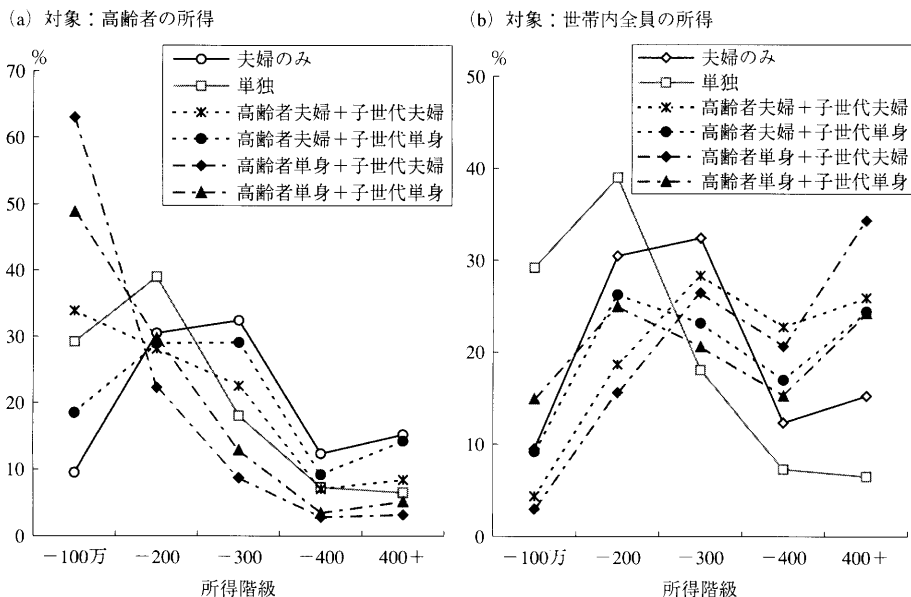 (a) 対象：高齢者の所得
%
70
60
50
40
30
20
10
0
夫婦のみ
単独
高齢者夫婦＋子世代夫婦
高齢者夫婦＋子世代単身
高齢者単身＋子世代夫婦
高齢者単身＋子世代単身
－100万 －200 －300 －400 400＋
所得階級
(b) 対象：世帯内全員の所得
%
50
40
30
20
10
0
夫婦のみ
単独
高齢者夫婦＋子世代夫婦
高齢者夫婦＋子世代単身
高齢者単身＋子世代夫婦
高齢者単身＋子世代単身
－100万 －200 －300 －400 400＋
所得階級